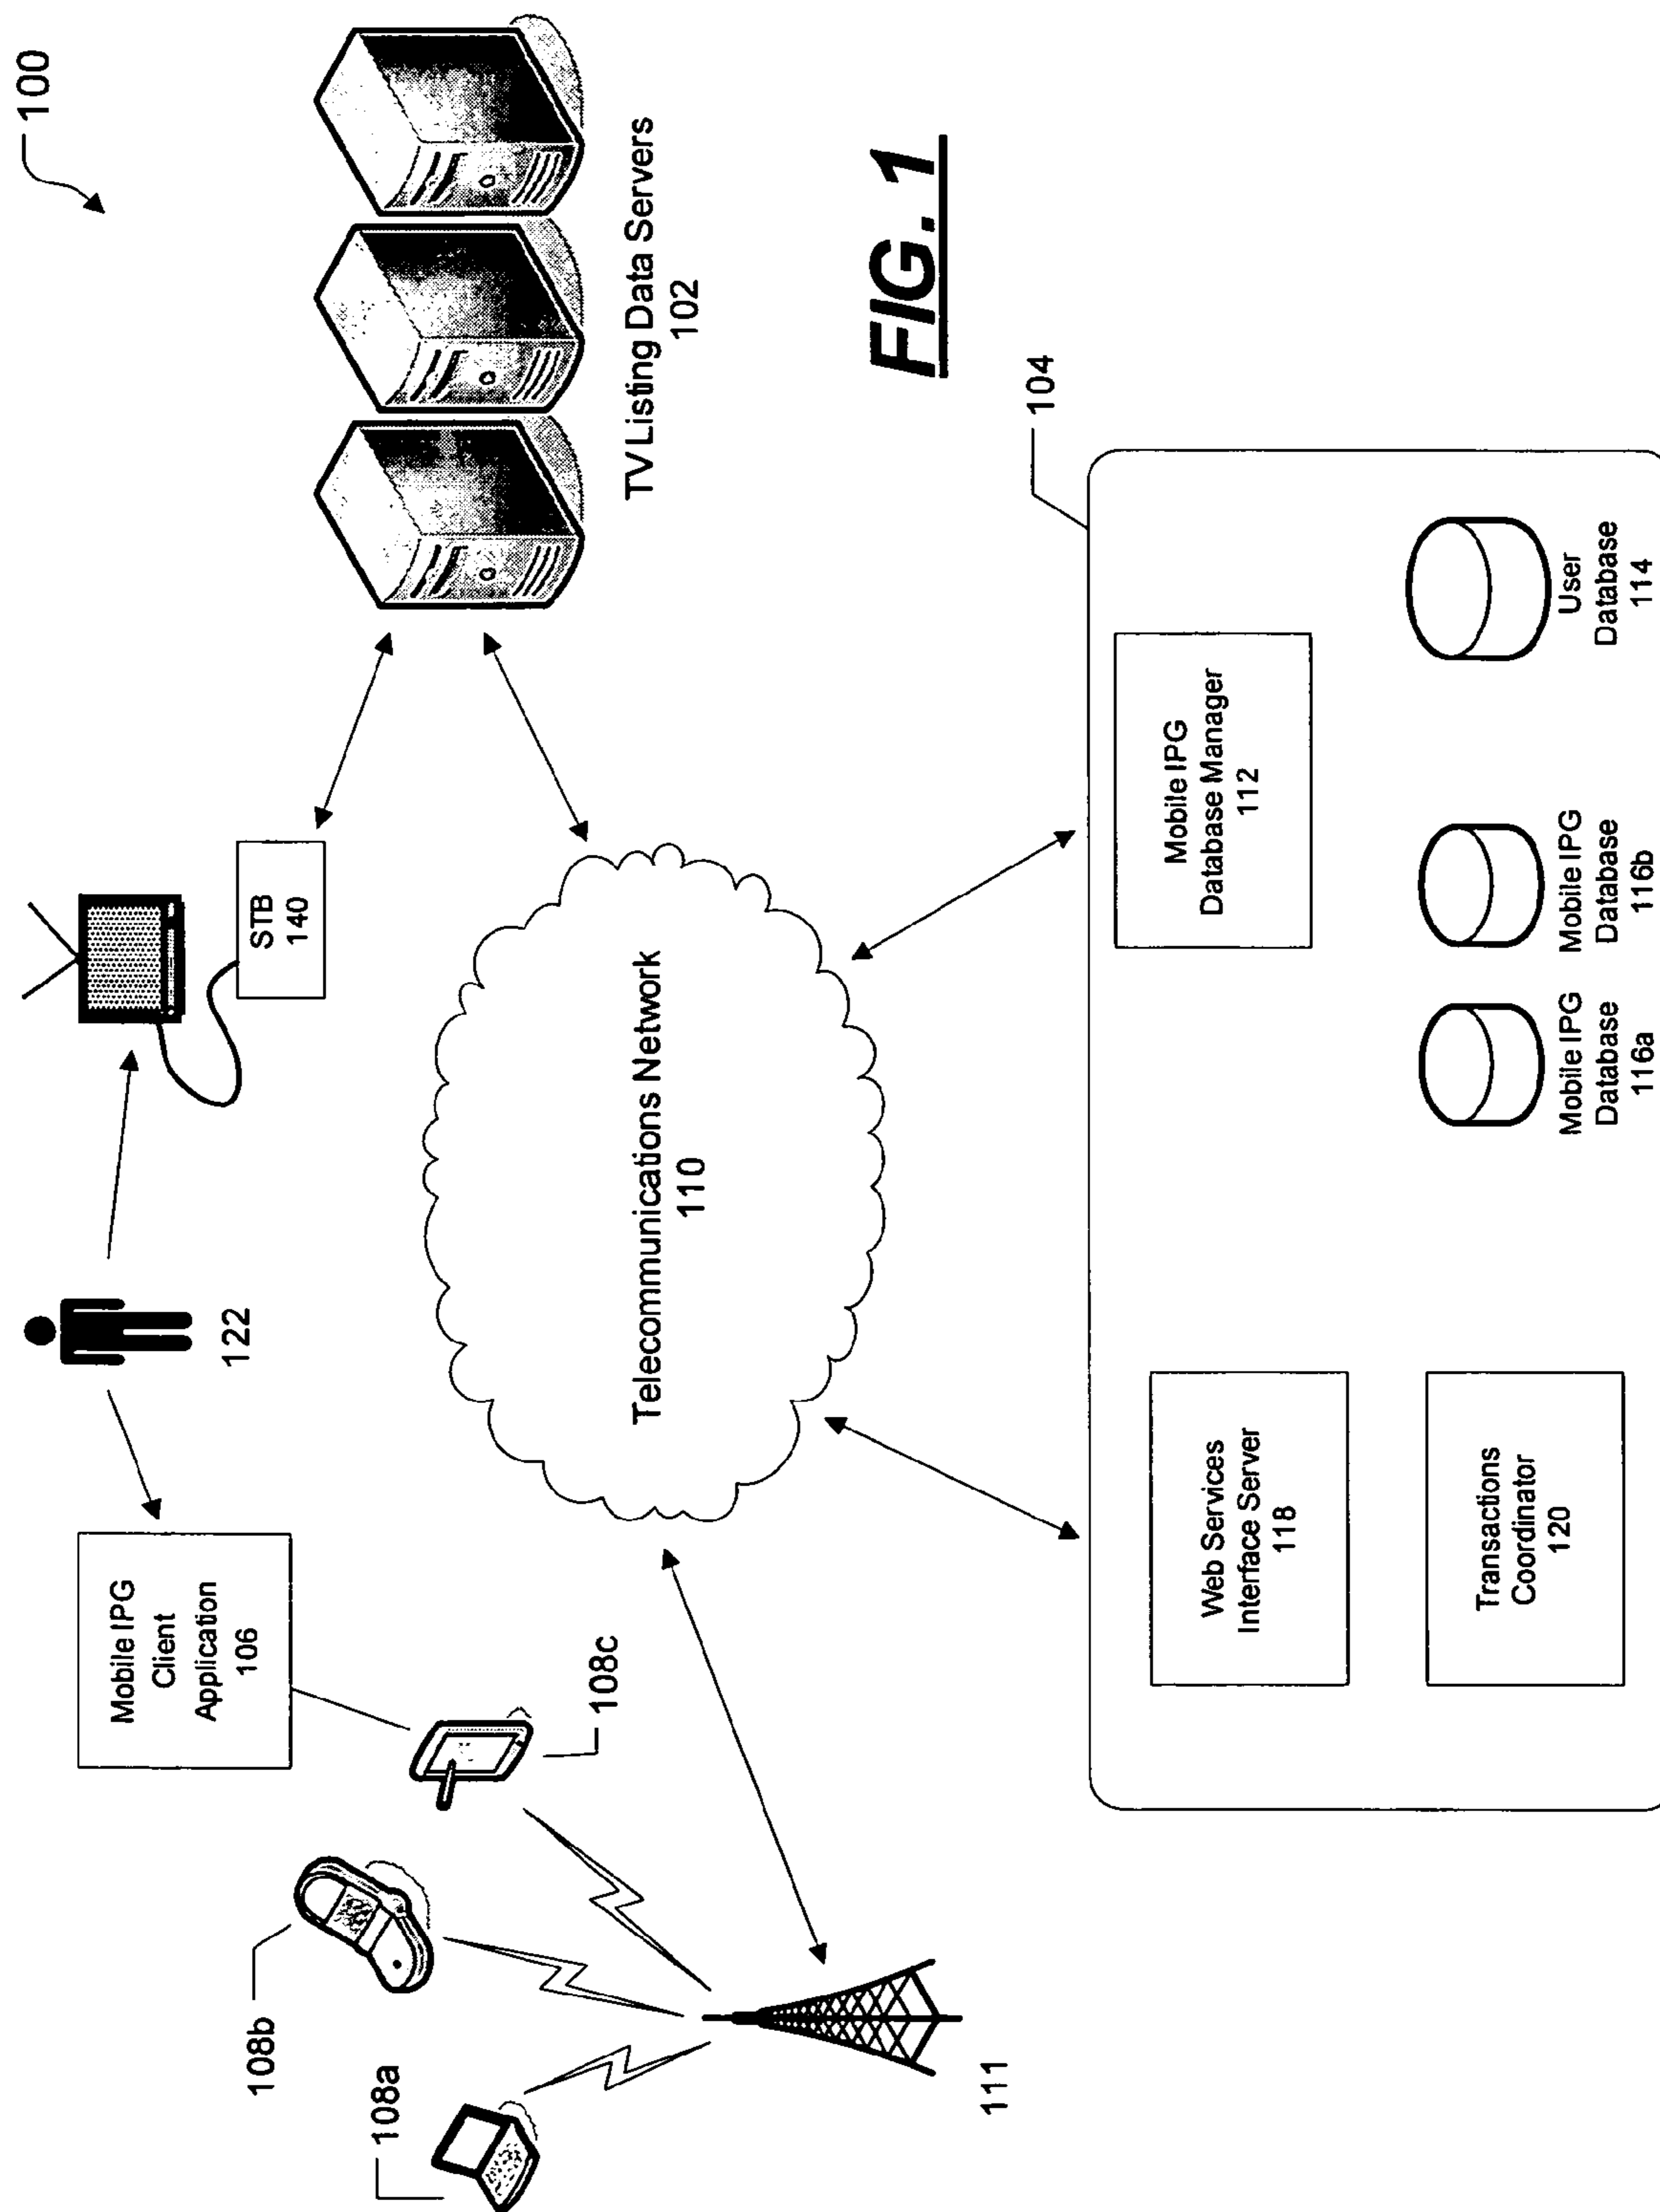 100
122
Mobile IPG
Client
Application
106
STB
140
TV Listing Data Servers
102
108b
108a
108c
111
Telecommunications Network
110
FIG. 1
104
Web Services
Interface Server
118
Mobile IPG
Database Manager
112
Transactions
Coordinator
120
Mobile IPG
Database
116a
Mobile IPG
Database
116b
User
Database
114